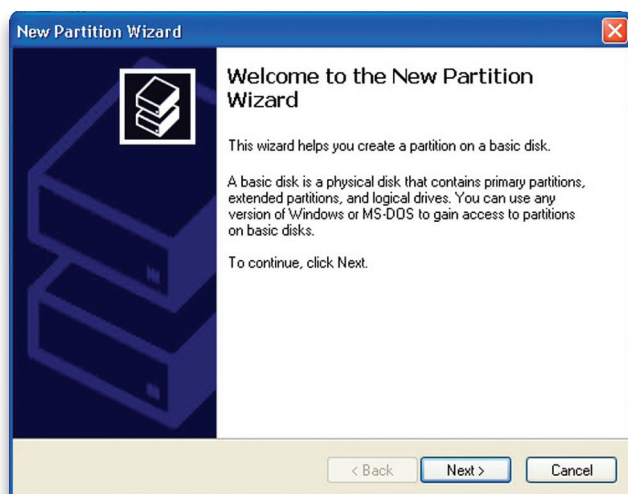 New Partition Wizard
Welcome to the New Partition
Wizard
This wizard helps you create a partition on a basic disk.
A basic disk is a physical disk that contains primary partitions,
extended partitions, and logical drives. You can use any
version of Windows or MS-DOS to gain access to partitions
on basic disks.
To continue, click Next.
< Back Next > Cancel